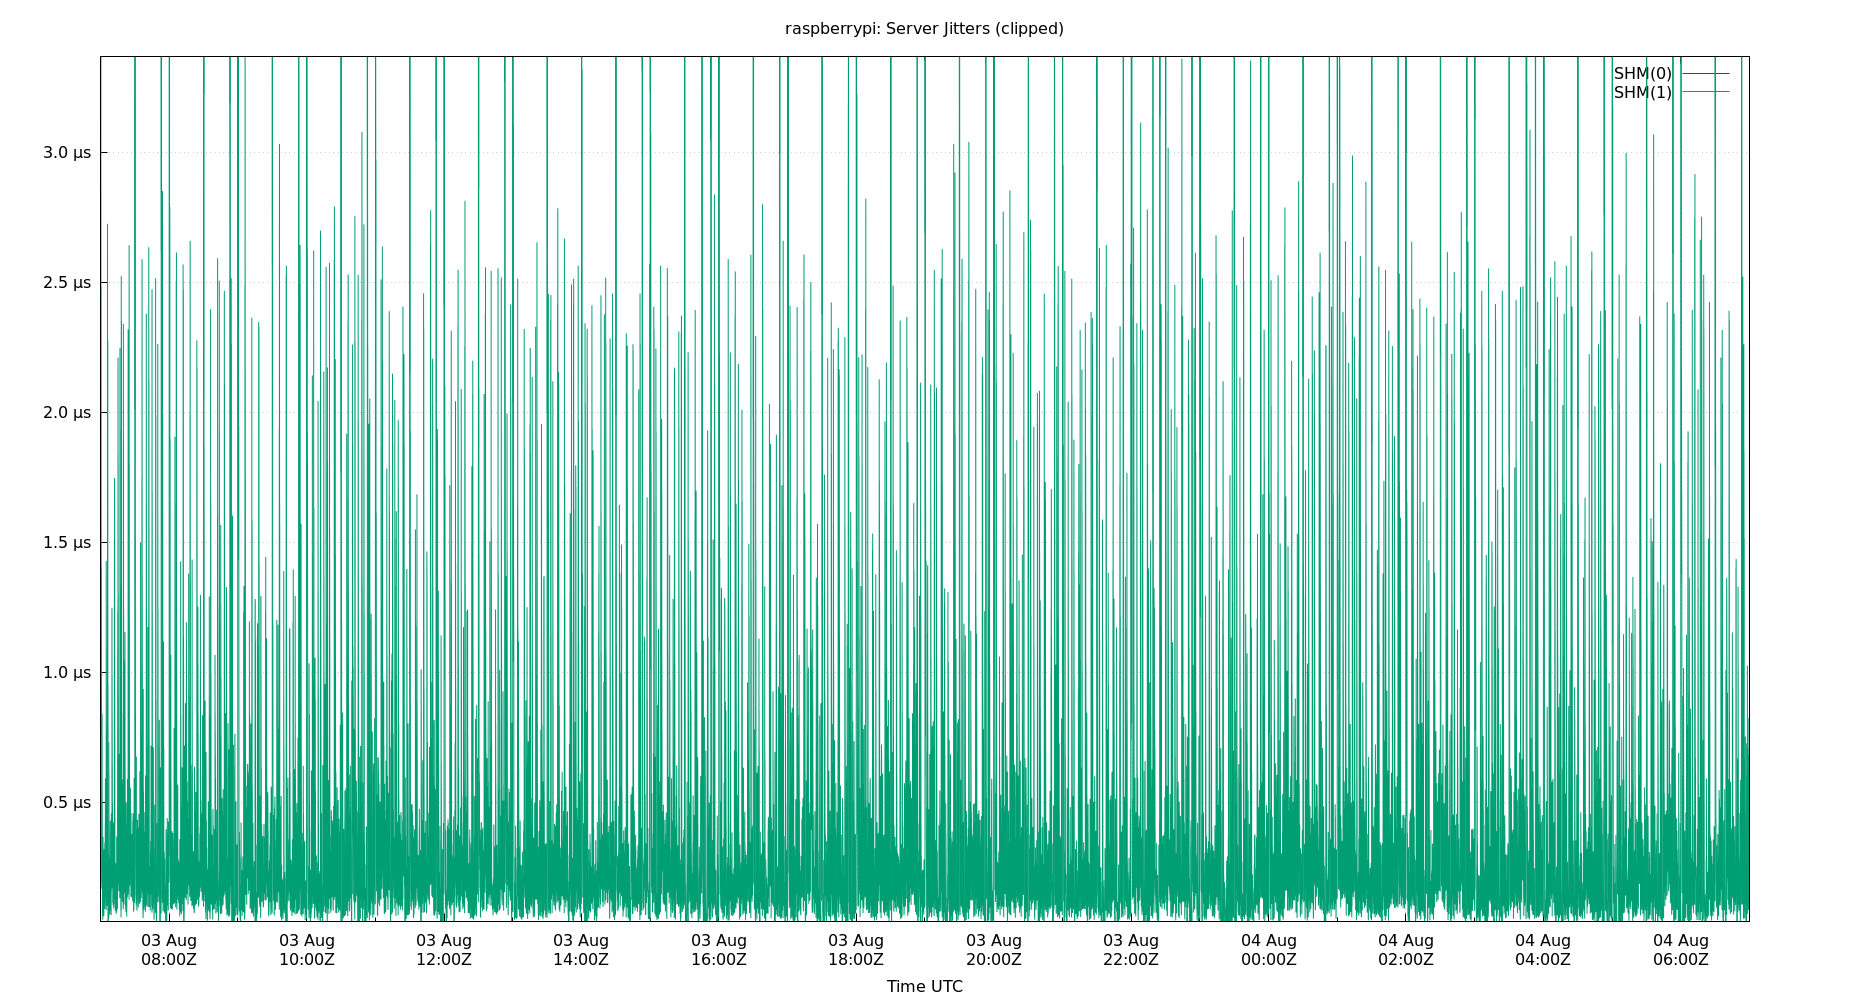 raspberrypi: Server Jitters (clipped)
SHM(0)
SHM(1)
3.0 µs
2.5 µs
2.0 µs
1.5 µs
1.0 µs
0.5 µs
03 Aug 03 Aug 03 Aug 03 Aug 03 Aug 03 Aug 03 Aug 03 Aug 04 Aug 04 Aug 04 Aug 04 Aug
08:00Z 10:00Z 12:00Z 14:00Z 16:00Z 18:00Z 20:00Z 22:00Z 00:00Z 02:00Z 04:00Z 06:00Z
Time UTC